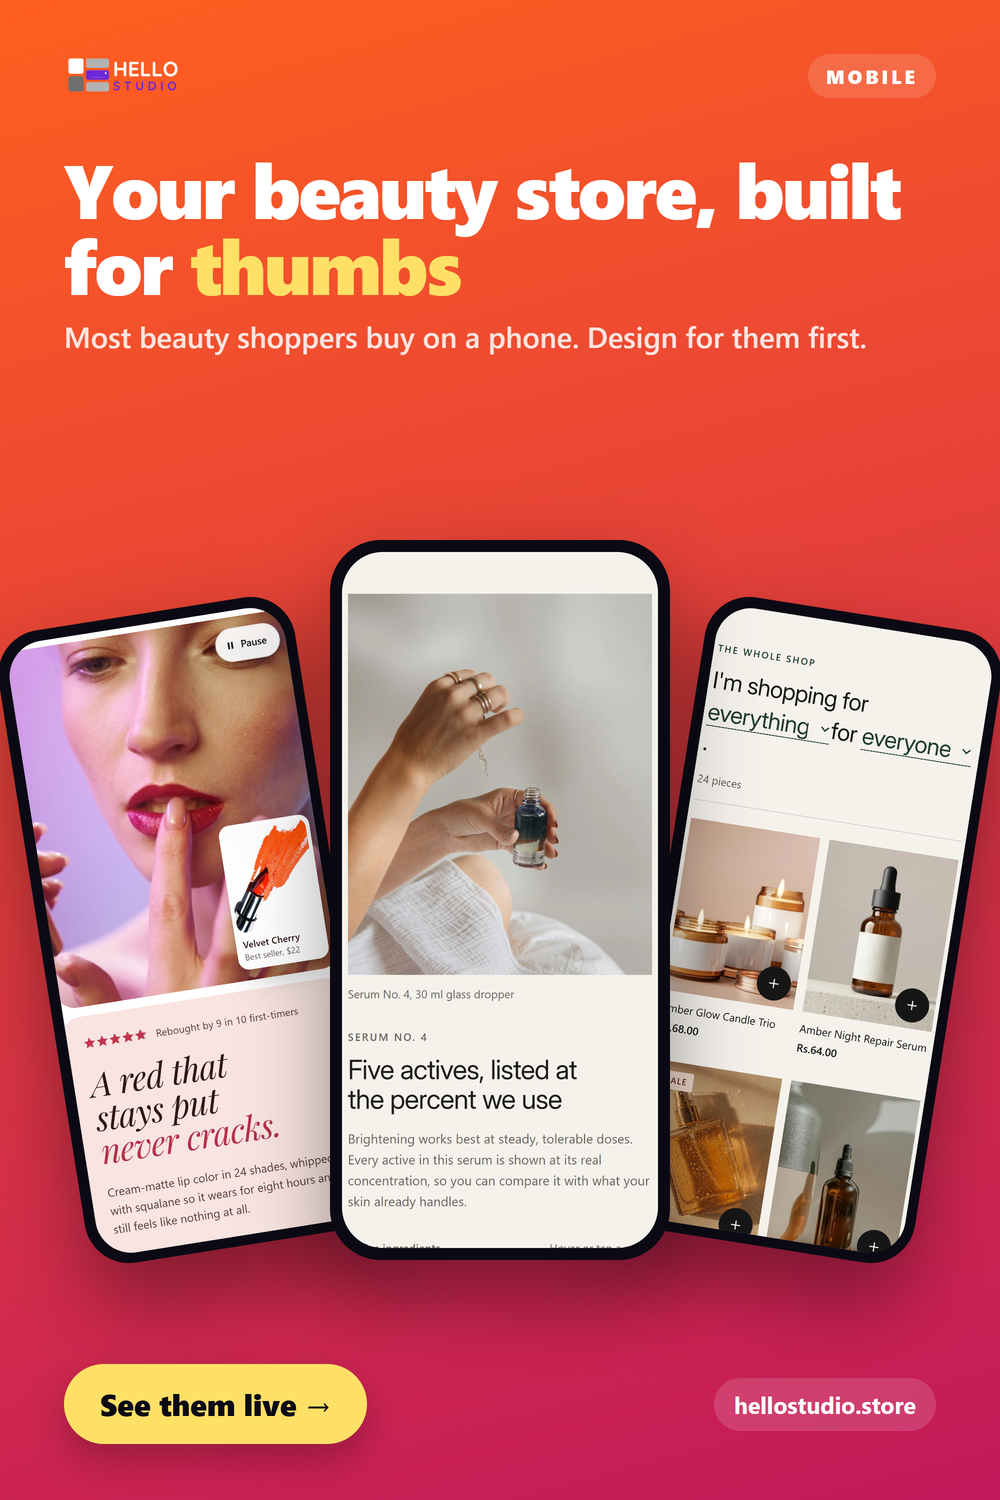 HELLO
STUDIO
MOBILE
Your beauty store, built
for thumbs
Most beauty shoppers buy on a phone. Design for them first.
Pause
Velvet Cherry
Best seller, $22
★★★★★ Rebought by 9 in 10 first-timers
A red that
stays put
never cracks.
Cream-matte lip color in 24 shades, whipped
with squalane so it wears for eight hours
still feels like nothing at all.
Serum No. 4, 30 ml glass dropper
SERUM NO. 4
Five actives, listed at
the percent we use
Brightening works best at steady, tolerable doses.
Every active in this serum is shown at its real
concentration, so you can compare it with what your
skin already handles.
THE WHOLE SHOP
I'm shopping for
everything for everyone
.
24 pieces
Glow Candle Trio
.68.00
Amber Night Repair Serum
Rs.64.00
See them live →
hellostudio.store